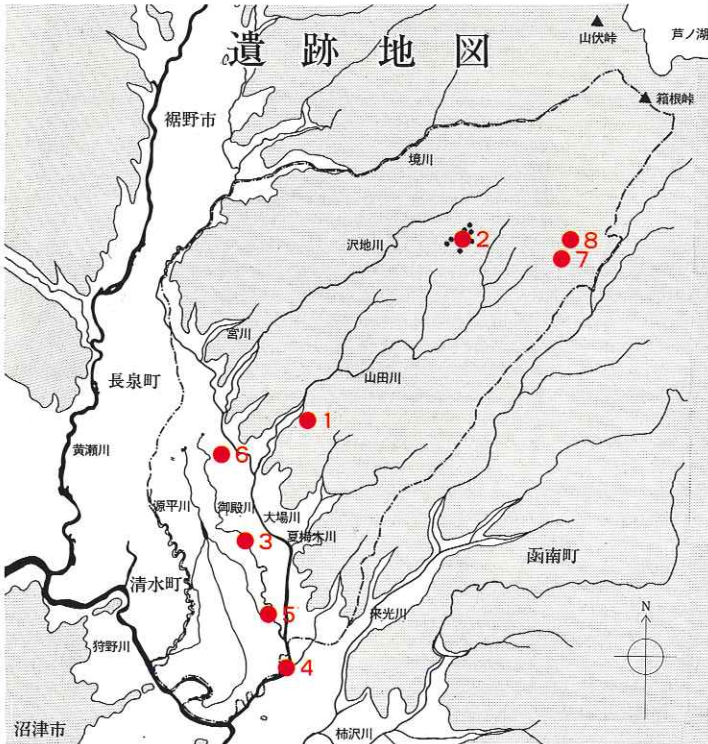 遺跡地図
山伏峠
芦ノ湖
箱根峠
裾野市
境川
沢地川
2
8
7
宮川
山田川
長泉町
1
黄瀬川
6
源平川
御殿川
大場川
夏梅木川
3
函南町
清水町
5
来光川
N
狩野川
4
沼津市
柿沢川